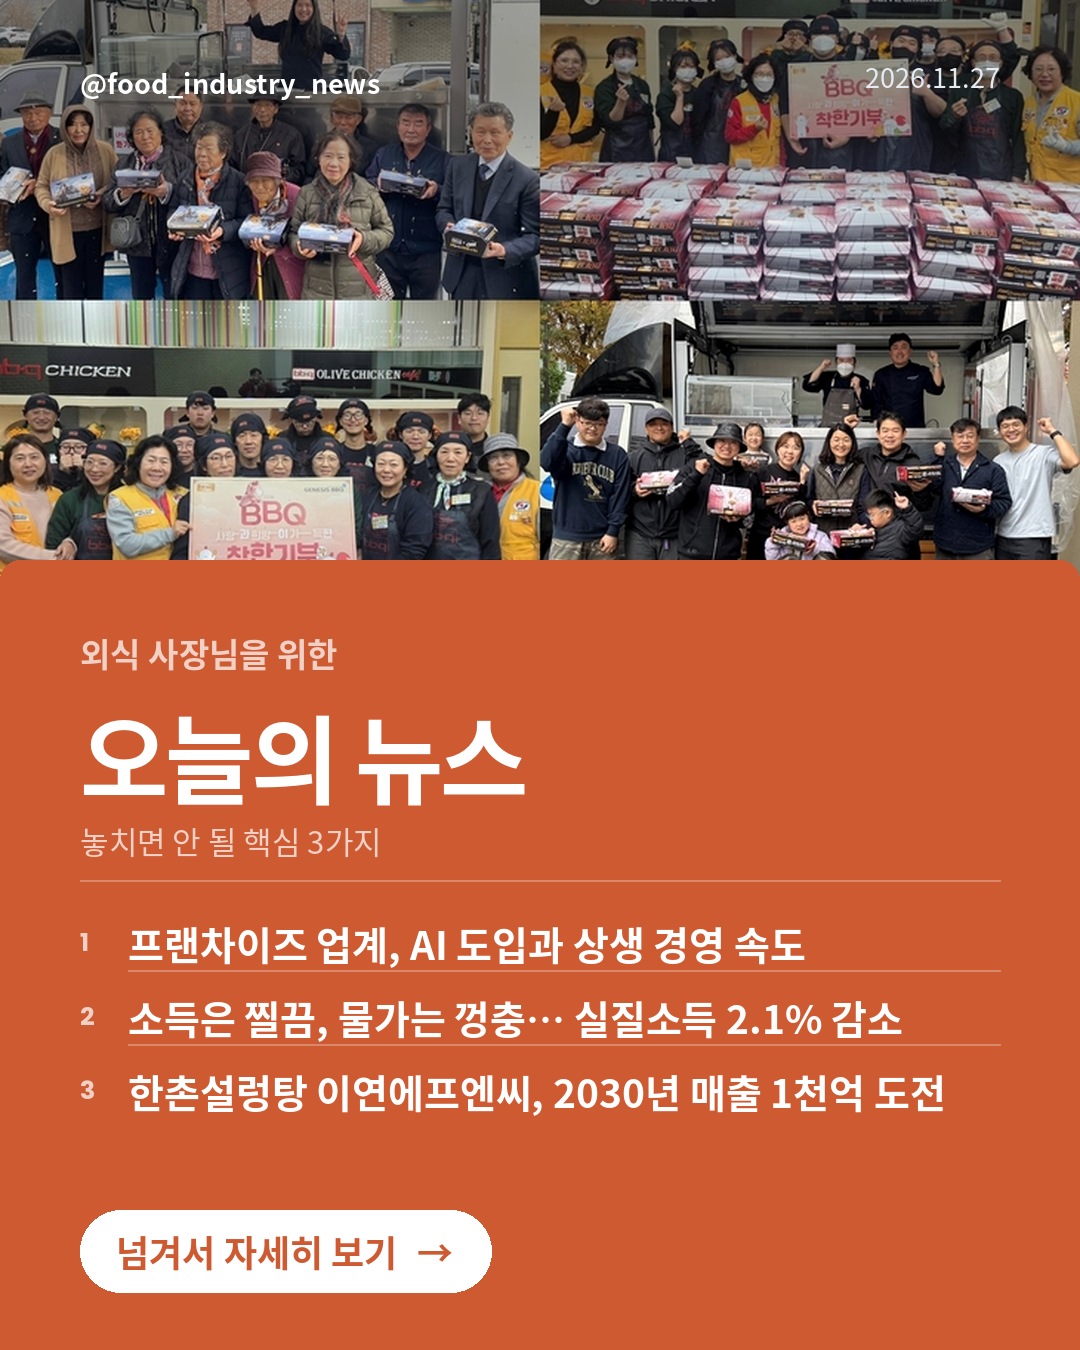 @food_industry_news
2026.11.27
BBQ
착한기부
CHICKEN
bb.q OLIVE CHICKEN
GENESIS BBQ
BBQ
착한기부
외식 사장님을 위한
오늘의 뉴스
놓치면 안 될 핵심 3가지
1 프랜차이즈 업계, AI 도입과 상생 경영 속도
2 소득은 찔끔, 물가는 껑충… 실질소득 2.1% 감소
3 한촌설렁탕 이연에프엔씨, 2030년 매출 1천억 도전
넘겨서 자세히 보기 →